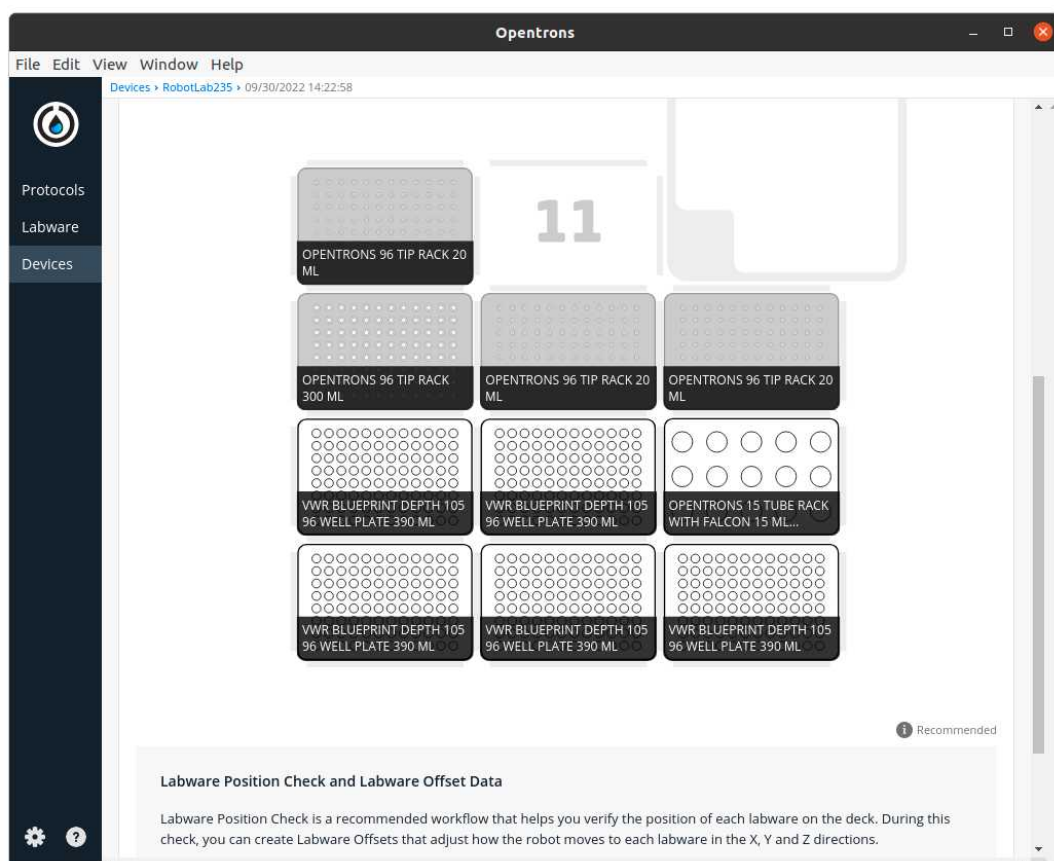 Opentrons
File Edit View Window Help
Devices › RobotLab235 › 09/30/2022 14:22:58
Protocols
Labware
Devices
11
OPENTRONS 96 TIP RACK 20
ML
OPENTRONS 96 TIP RACK
300 ML
OPENTRONS 96 TIP RACK 20
ML
OPENTRONS 96 TIP RACK 20
ML
VWR BLUEPRINT DEPTH 105
96 WELL PLATE 390 ML
VWR BLUEPRINT DEPTH 105
96 WELL PLATE 390 ML
OPENTRONS 15 TUBE RACK
WITH FALCON 15 ML...
VWR BLUEPRINT DEPTH 105
96 WELL PLATE 390 ML
VWR BLUEPRINT DEPTH 105
96 WELL PLATE 390 ML
VWR BLUEPRINT DEPTH 105
96 WELL PLATE 390 ML
Recommended
Labware Position Check and Labware Offset Data
Labware Position Check is a recommended workflow that helps you verify the position of each labware on the deck. During this
check, you can create Labware Offsets that adjust how the robot moves to each labware in the X, Y and Z directions.